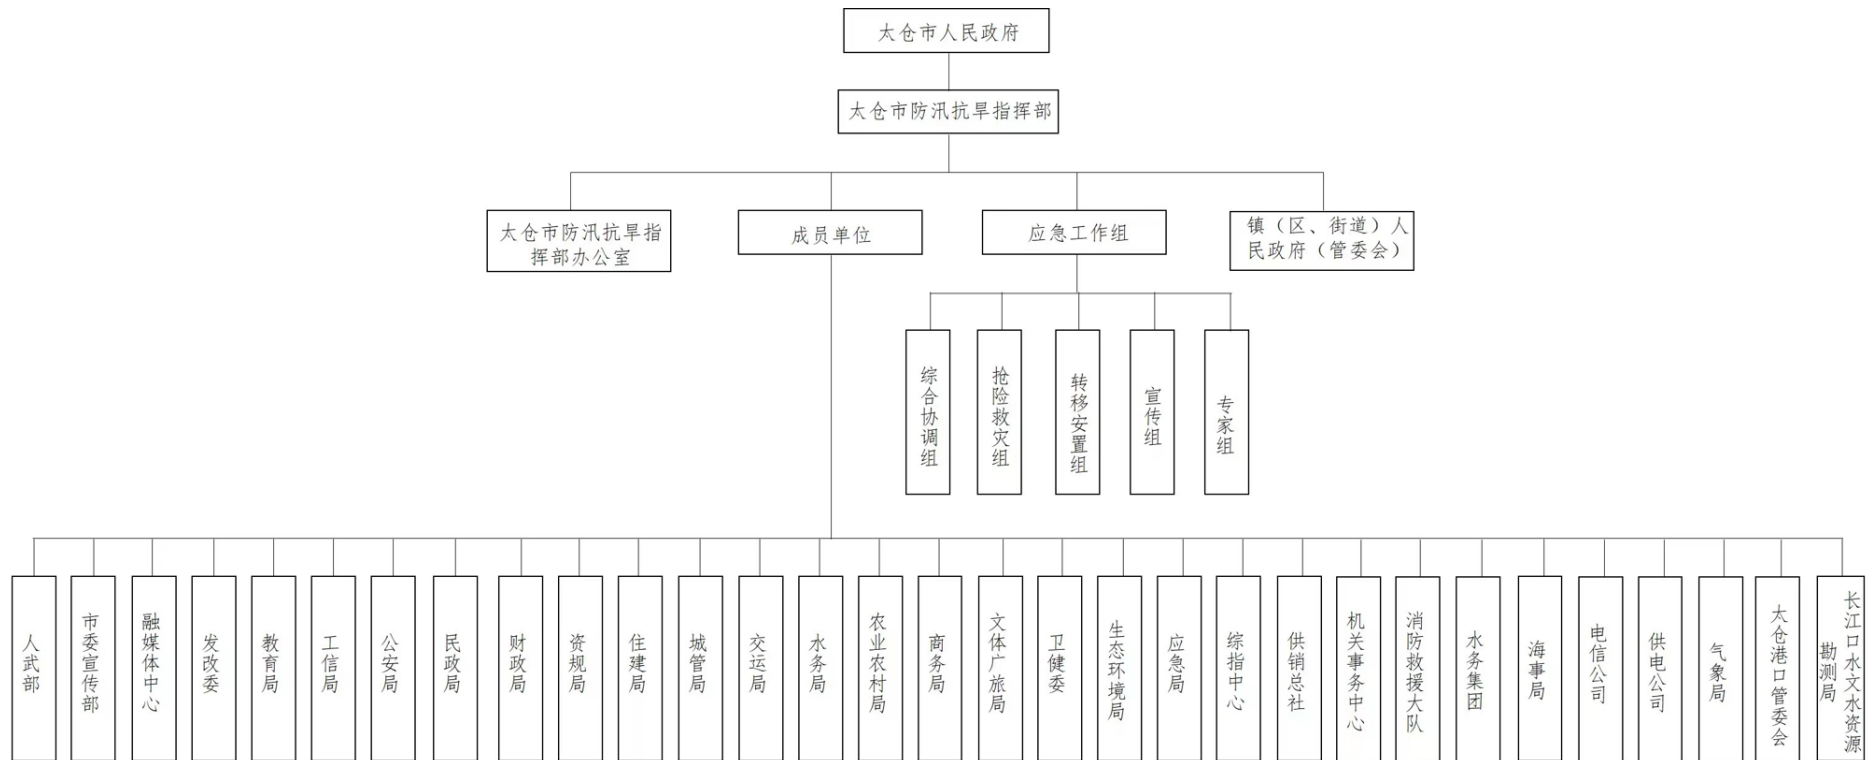 太仓市人民政府
太仓市防汛抗旱指挥部
太仓市防汛抗旱指
挥部办公室
成员单位
应急工作组
镇（区、街道）人
民政府（管委会）
综合协调组
抢险救灾组
转移安置组
宣传组
专家组
人武部
市委宣传部
融媒体中心
发改委
教育局
工信局
公安局
民政局
财政局
资规局
住建局
城管局
交运局
水务局
农业农村局
商务局
文体广旅局
卫健委
生态环境局
应急局
综指中心
供销总社
机关事务中心
消防救援大队
水务集团
海事局
电信公司
供电公司
气象局
太仓港口管委会
长江口水文水资源
勘测局